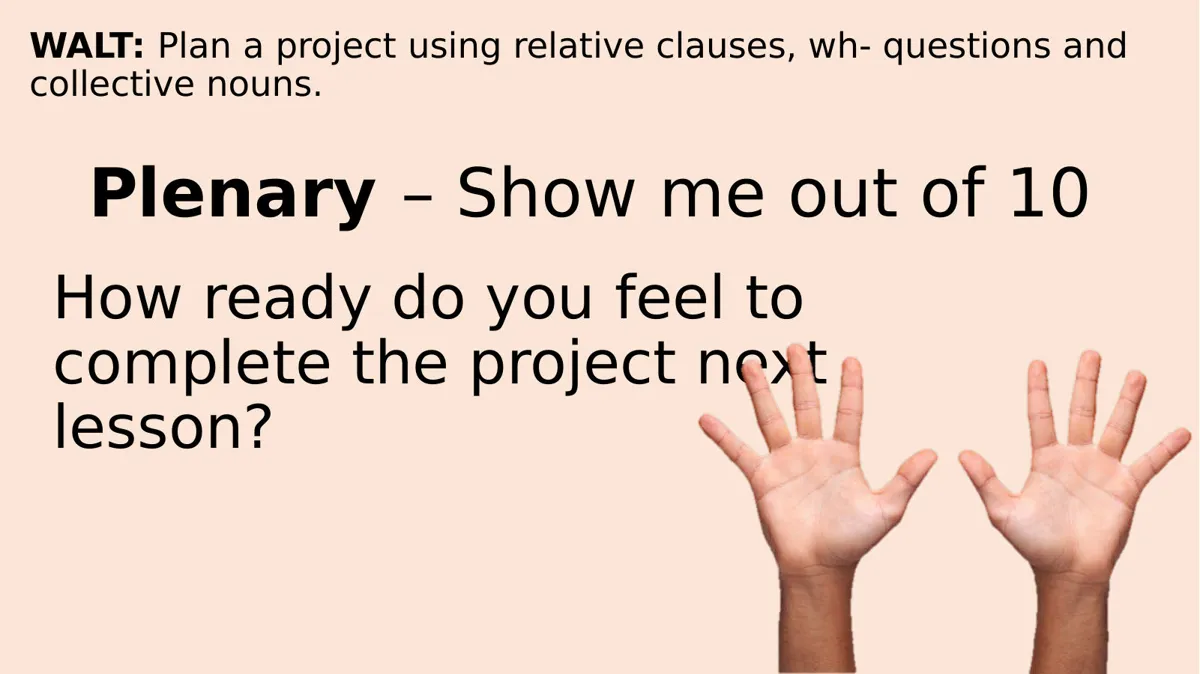 WALT: Plan a project using relative clauses, wh- questions and
collective nouns.
Plenary – Show me out of 10
How ready do you feel to
complete the project next
lesson?